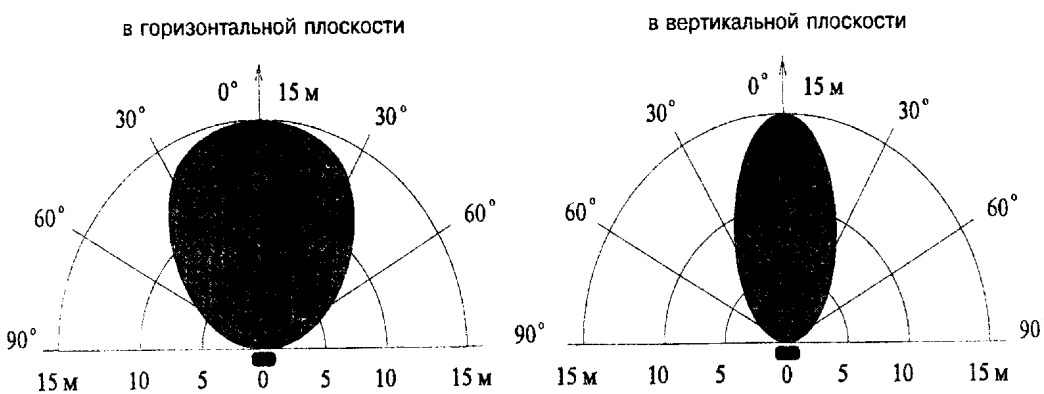 в горизонтальной плоскости
0° 15 м
30° 30°
60° 60°
90°
15 м 10 5 0 5 10 15 м
в вертикальной плоскости
0° 15 м
30° 30°
60° 60°
90° 90
15 м 10 5 0 5 10 15 м